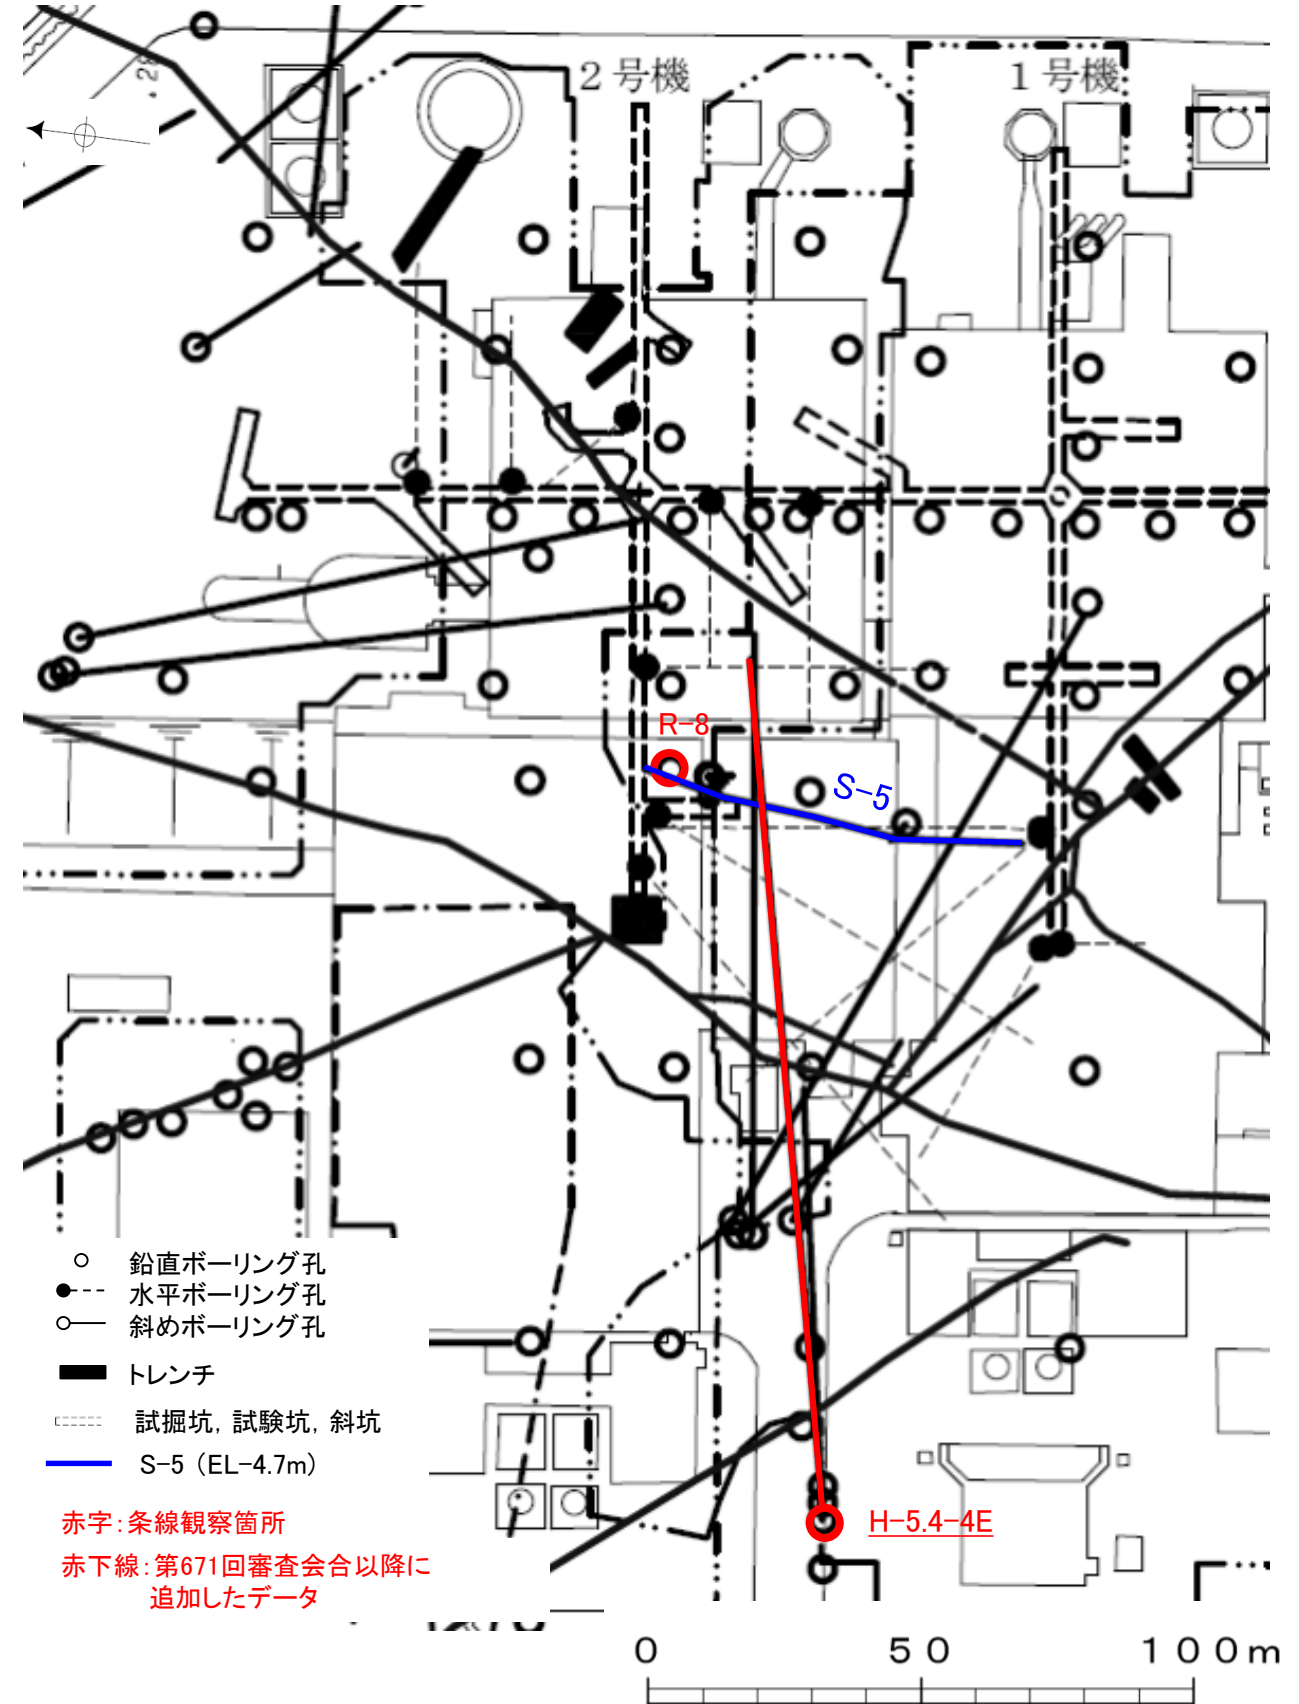 2号機
1号機
28
R-8
S-5
鉛直ボーリング孔
水平ボーリング孔
斜めボーリング孔
トレンチ
試掘坑, 試験坑, 斜坑
S-5 (EL-4.7m)
赤字:条線観察箇所
赤下線:第671回審査会合以降に
追加したデータ
H-5.4-4E
0 50 100m